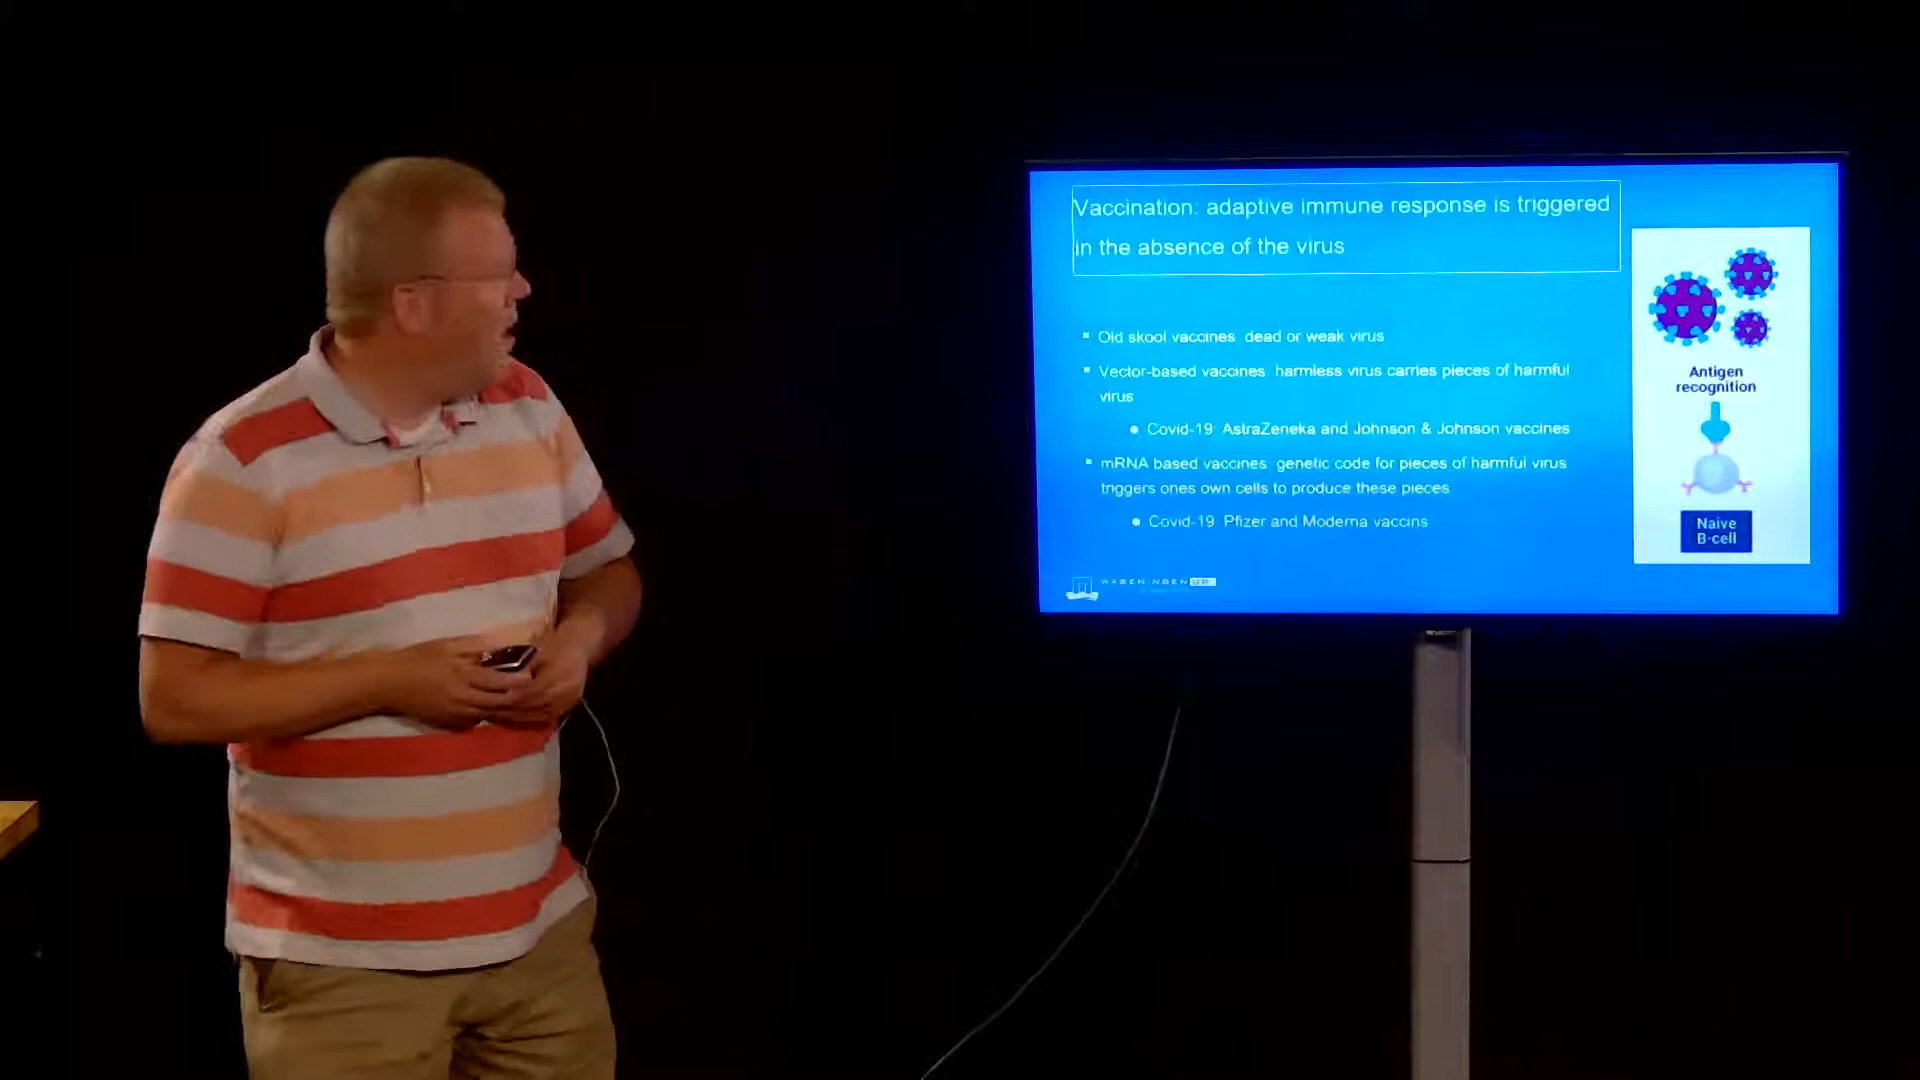 Vaccination: adaptive immune response is triggered
in the absence of the virus
Old skool vaccines dead or weak virus
Vector-based vaccines harmless virus carries pieces of harmful
virus
Covid-19 AstraZeneka and Johnson & Johnson vaccines
mRNA based vaccines genetic code for pieces of harmful virus
triggers ones own cells to produce these pieces
Covid-19 Pfizer and Moderna vaccins
Antigen
recognition
Naive
B-cell
WAGENINGEN UR